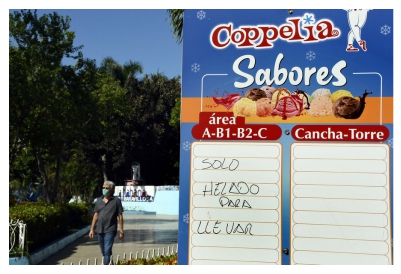 Coppelia
Sabores
área
A-B1-B2-C
Cancha-Torre
SOLO
HELADO
PARA
LLEVAR